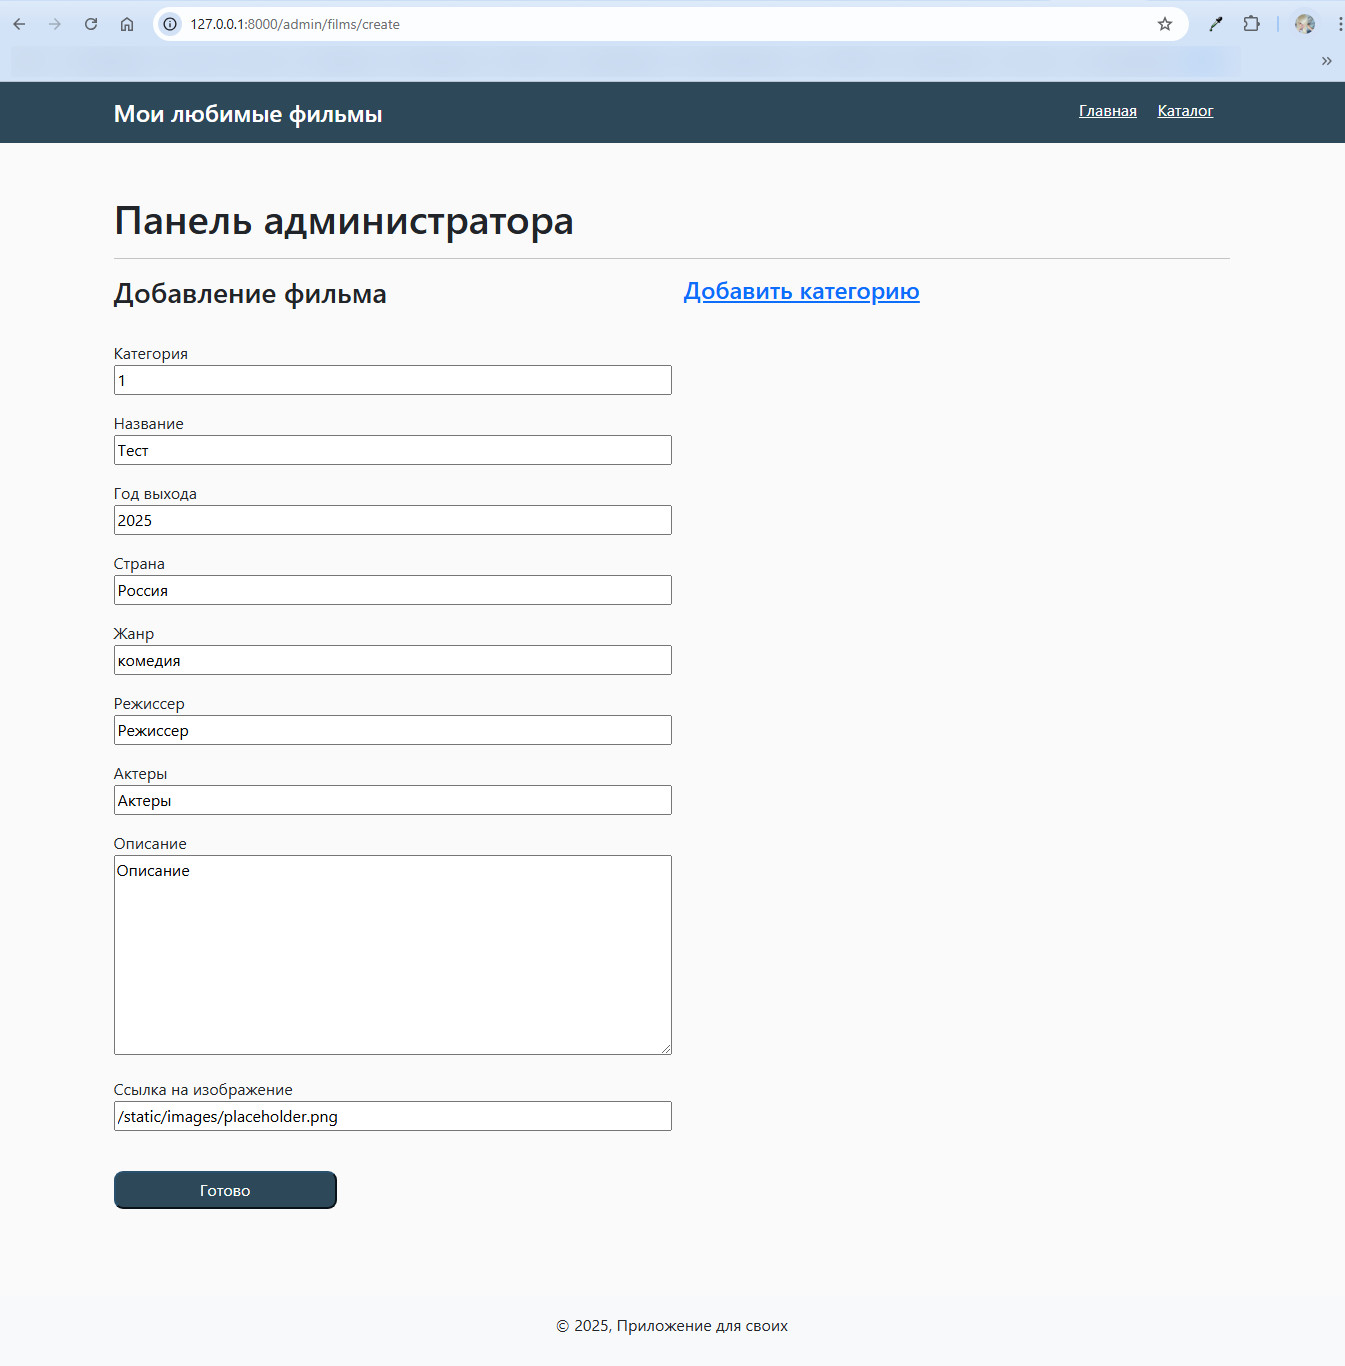 127.0.0.1:8000/admin/films/create
Мои любимые фильмы
Главная Каталог
Панель администратора
Добавление фильма
Добавить категорию
Категория
1
Название
Тест
Год выхода
2025
Страна
Россия
Жанр
комедия
Режиссер
Режиссер
Актеры
Актеры
Описание
Описание
Ссылка на изображение
/static/images/placeholder.png
Готово
© 2025, Приложение для своих